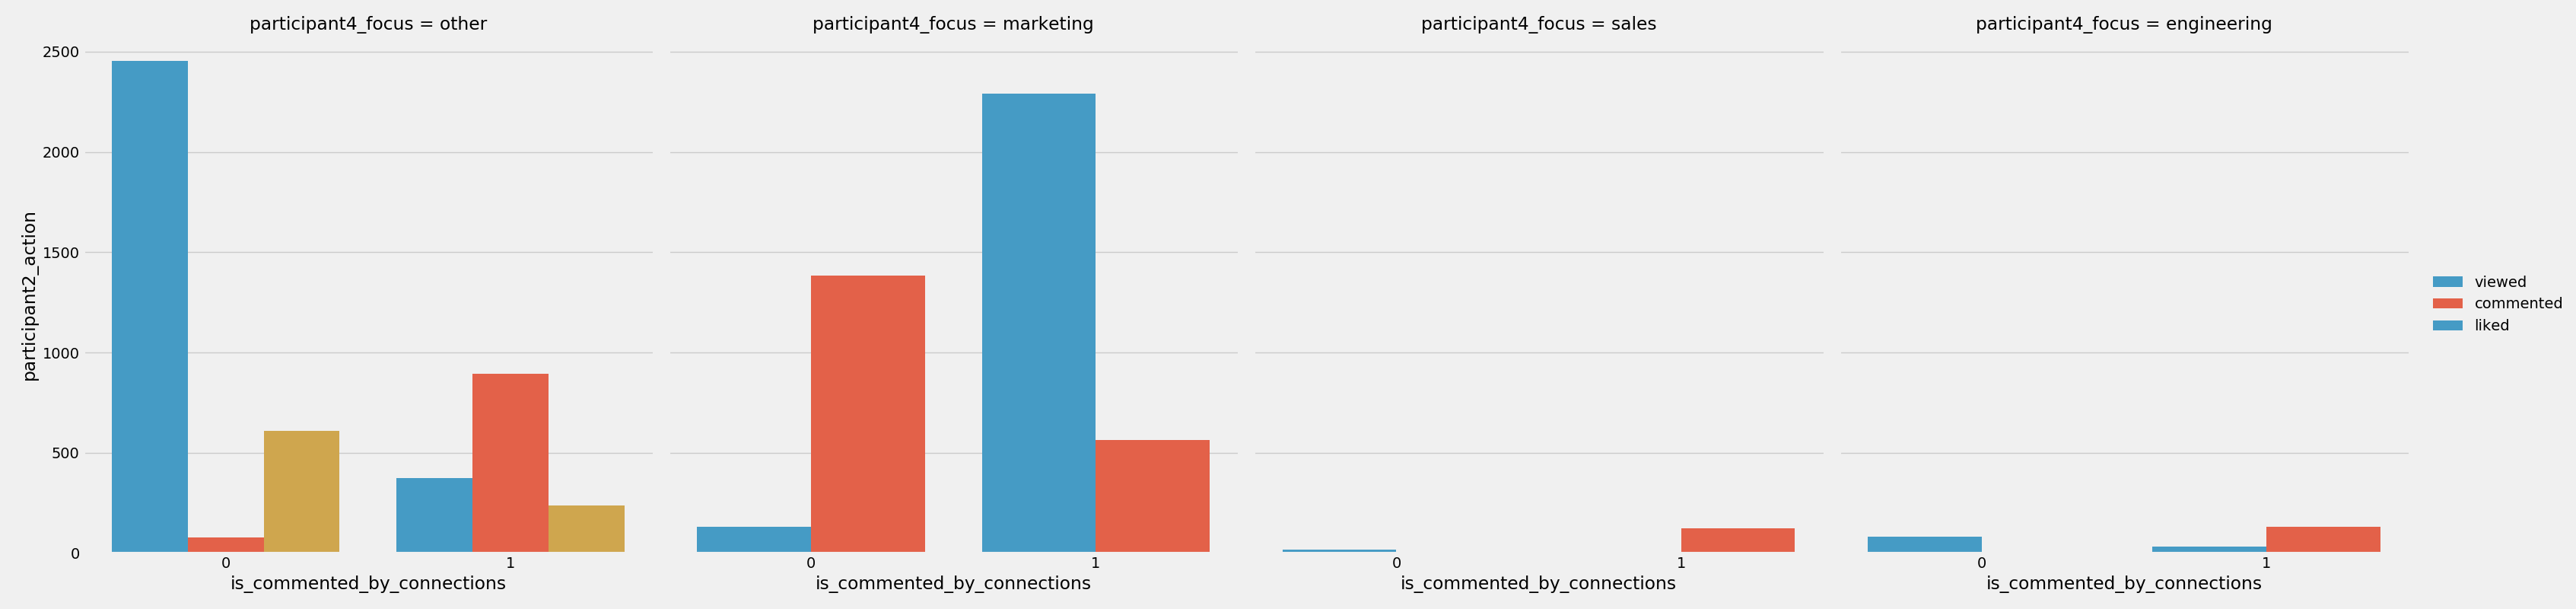 participant4_focus = other
participant4_focus = marketing
participant4_focus = sales
participant4_focus = engineering
2500
2000
1500
1000
500
0
participant2_action
0 1
0 1
0 1
0 1
is_commented_by_connections
is_commented_by_connections
is_commented_by_connections
is_commented_by_connections
viewed
commented
liked